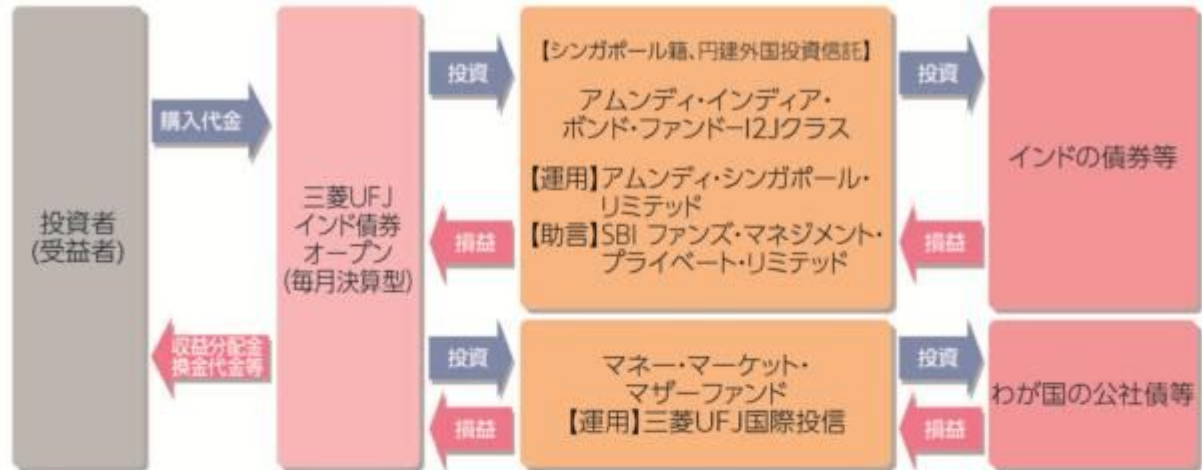 投資者
(受益者)
購入代金
収益分配金
換金代金等
三菱UFJ
インド債券
オープン
(毎月決算型)
投資
損益
【シンガポール籍、円建外国投資信託】
アムンディ・インディア・
ボンド・ファンド－I2Jクラス
【運用】アムンディ・シンガポール・
リミテッド
【助言】SBI ファンズ・マネジメント・
プライベート・リミテッド
投資
損益
インドの債券等
投資
損益
マネー・マーケット・
マザーファンド
【運用】三菱UFJ国際投信
投資
損益
わが国の公社債等